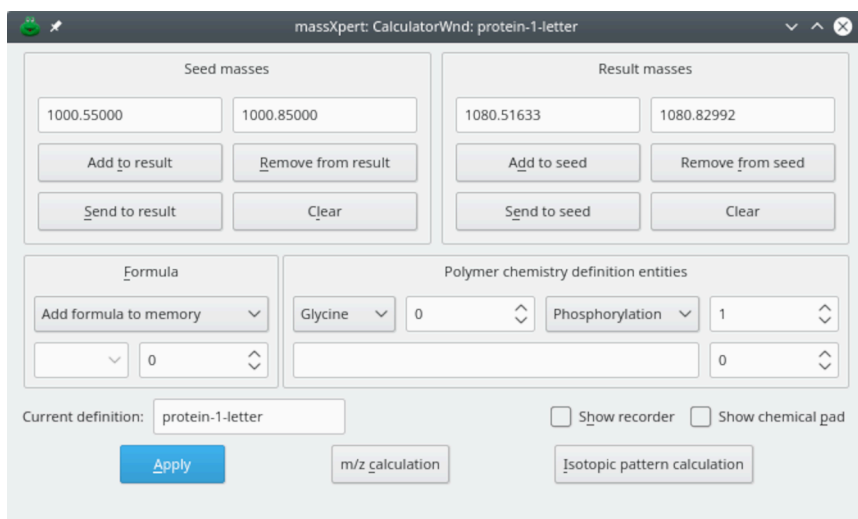 massXpert: CalculatorWnd: protein-1-letter
Seed masses
1000.55000 1000.85000
Add to result Remove from result
Send to result Clear
Result masses
1080.51633 1080.82992
Add to seed Remove from seed
Send to seed Clear
Formula
Add formula to memory
0
Polymer chemistry definition entities
Glycine 0 Phosphorylation 1
0
Current definition: protein-1-letter Show recorder Show chemical pad
Apply m/z calculation Isotopic pattern calculation